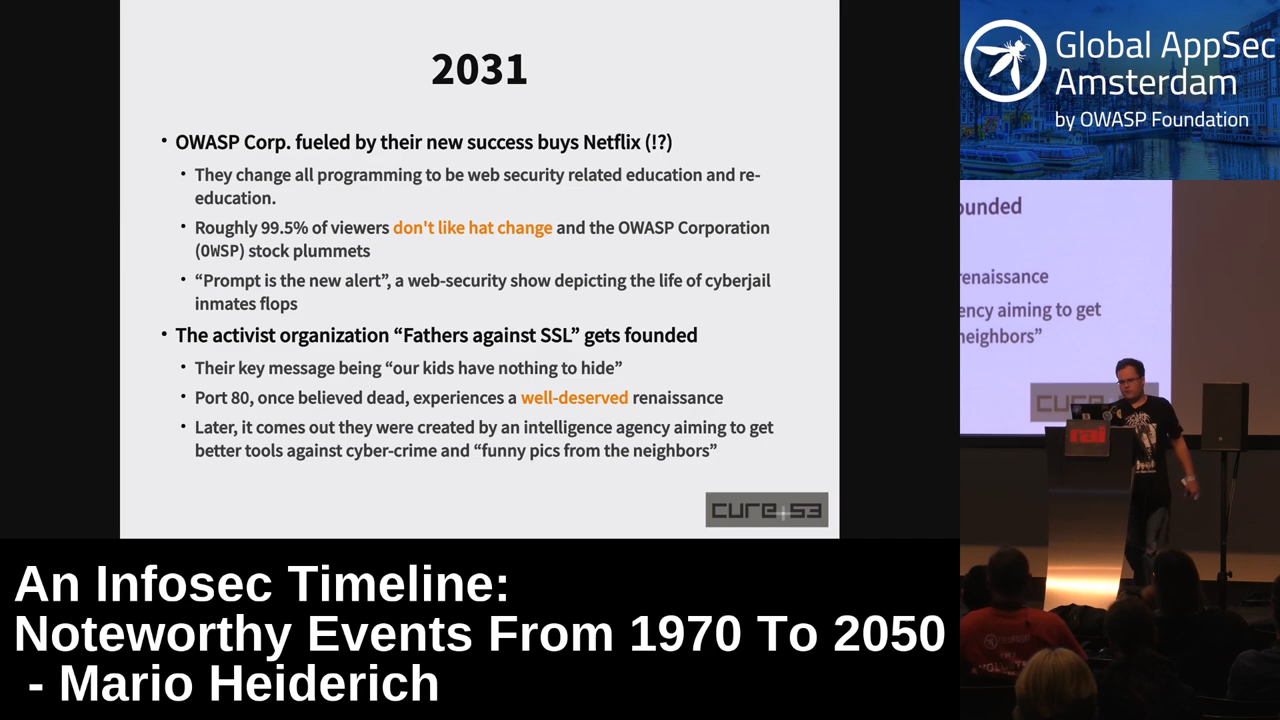 2031
• OWASP Corp. fueled by their new success buys Netflix (!?)
• They change all programming to be web security related education and re-
education.
• Roughly 99.5% of viewers don't like hat change and the OWASP Corporation
(OWSP) stock plummets
• “Prompt is the new alert”, a web-security show depicting the life of cyberjail
inmates flops
• The activist organization “Fathers against SSL” gets founded
• Their key message being “our kids have nothing to hide”
• Port 80, once believed dead, experiences a well-deserved renaissance
• Later, it comes out they were created by an intelligence agency aiming to get
better tools against cyber-crime and “funny pics from the neighbors”
cure+53
Global AppSec
Amsterdam
by OWASP Foundation
ounded
renaissance
ency aiming to get
neighbors”
rai
An Infosec Timeline:
Noteworthy Events From 1970 To 2050
- Mario Heiderich